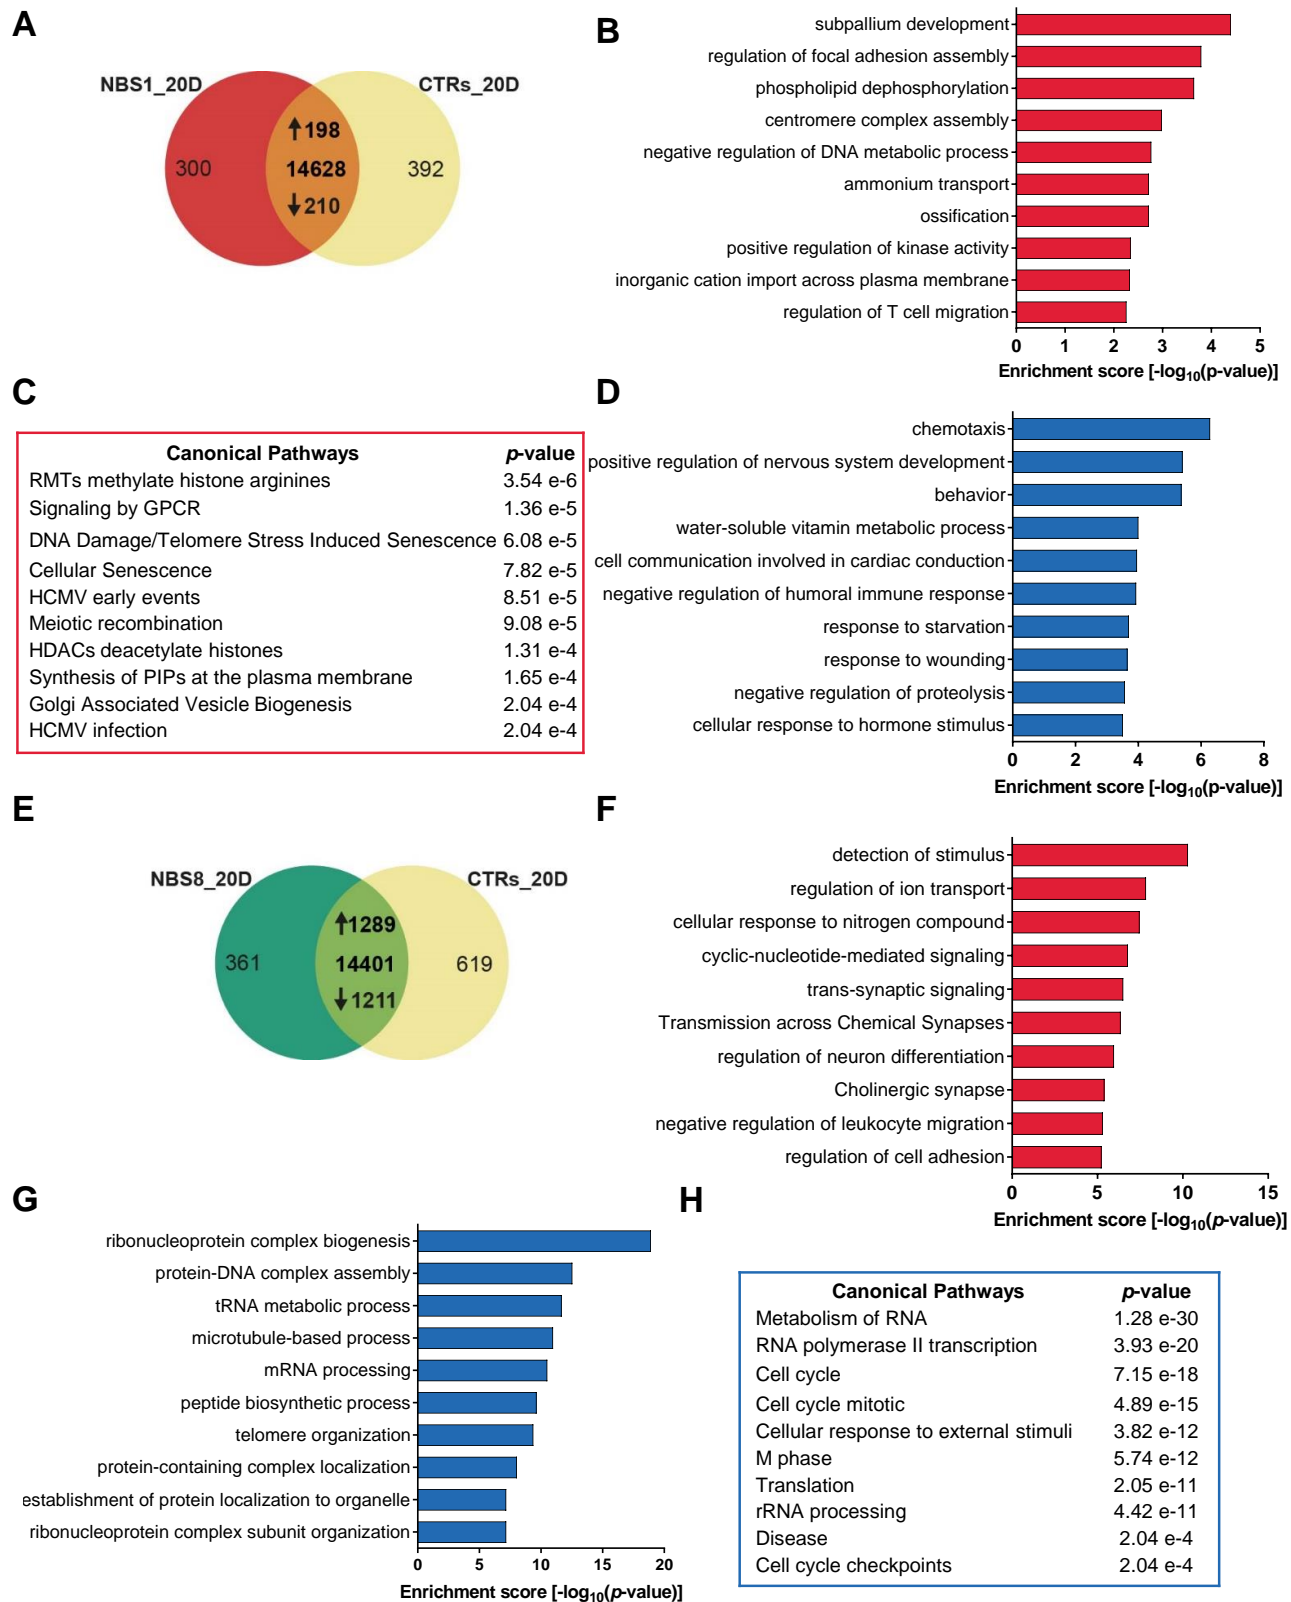 A
NBS1_20D
CTRs_20D
↑198
300
14628
392
↓210
B
subpallium development
regulation of focal adhesion assembly
phospholipid dephosphorylation
centromere complex assembly
negative regulation of DNA metabolic process
ammonium transport
ossification
positive regulation of kinase activity
inorganic cation import across plasma membrane
regulation of T cell migration
0 1 2 3 4 5
Enrichment score [-log10(p-value)]
C
Canonical Pathways p-value
RMTs methylate histone arginines 3.54 e-6
Signaling by GPCR 1.36 e-5
DNA Damage/Telomere Stress Induced Senescence 6.08 e-5
Cellular Senescence 7.82 e-5
HCMV early events 8.51 e-5
Meiotic recombination 9.08 e-5
HDACs deacetylate histones 1.31 e-4
Synthesis of PIPs at the plasma membrane 1.65 e-4
Golgi Associated Vesicle Biogenesis 2.04 e-4
HCMV infection 2.04 e-4
D
chemotaxis
positive regulation of nervous system development
behavior
water-soluble vitamin metabolic process
cell communication involved in cardiac conduction
negative regulation of humoral immune response
response to starvation
response to wounding
negative regulation of proteolysis
cellular response to hormone stimulus
0 2 4 6 8
Enrichment score [-log10(p-value)]
E
NBS8_20D
CTRs_20D
↑1289
361
14401
619
↓1211
F
detection of stimulus
regulation of ion transport
cellular response to nitrogen compound
cyclic-nucleotide-mediated signaling
trans-synaptic signaling
Transmission across Chemical Synapses
regulation of neuron differentiation
Cholinergic synapse
negative regulation of leukocyte migration
regulation of cell adhesion
0 5 10 15
Enrichment score [-log10(p-value)]
G
ribonucleoprotein complex biogenesis
protein-DNA complex assembly
tRNA metabolic process
microtubule-based process
mRNA processing
peptide biosynthetic process
telomere organization
protein-containing complex localization
establishment of protein localization to organelle
ribonucleoprotein complex subunit organization
0 5 10 15 20
Enrichment score [-log10(p-value)]
H
Canonical Pathways p-value
Metabolism of RNA 1.28 e-30
RNA polymerase II transcription 3.93 e-20
Cell cycle 7.15 e-18
Cell cycle mitotic 4.89 e-15
Cellular response to external stimuli 3.82 e-12
M phase 5.74 e-12
Translation 2.05 e-11
rRNA processing 4.42 e-11
Disease 2.04 e-4
Cell cycle checkpoints 2.04 e-4